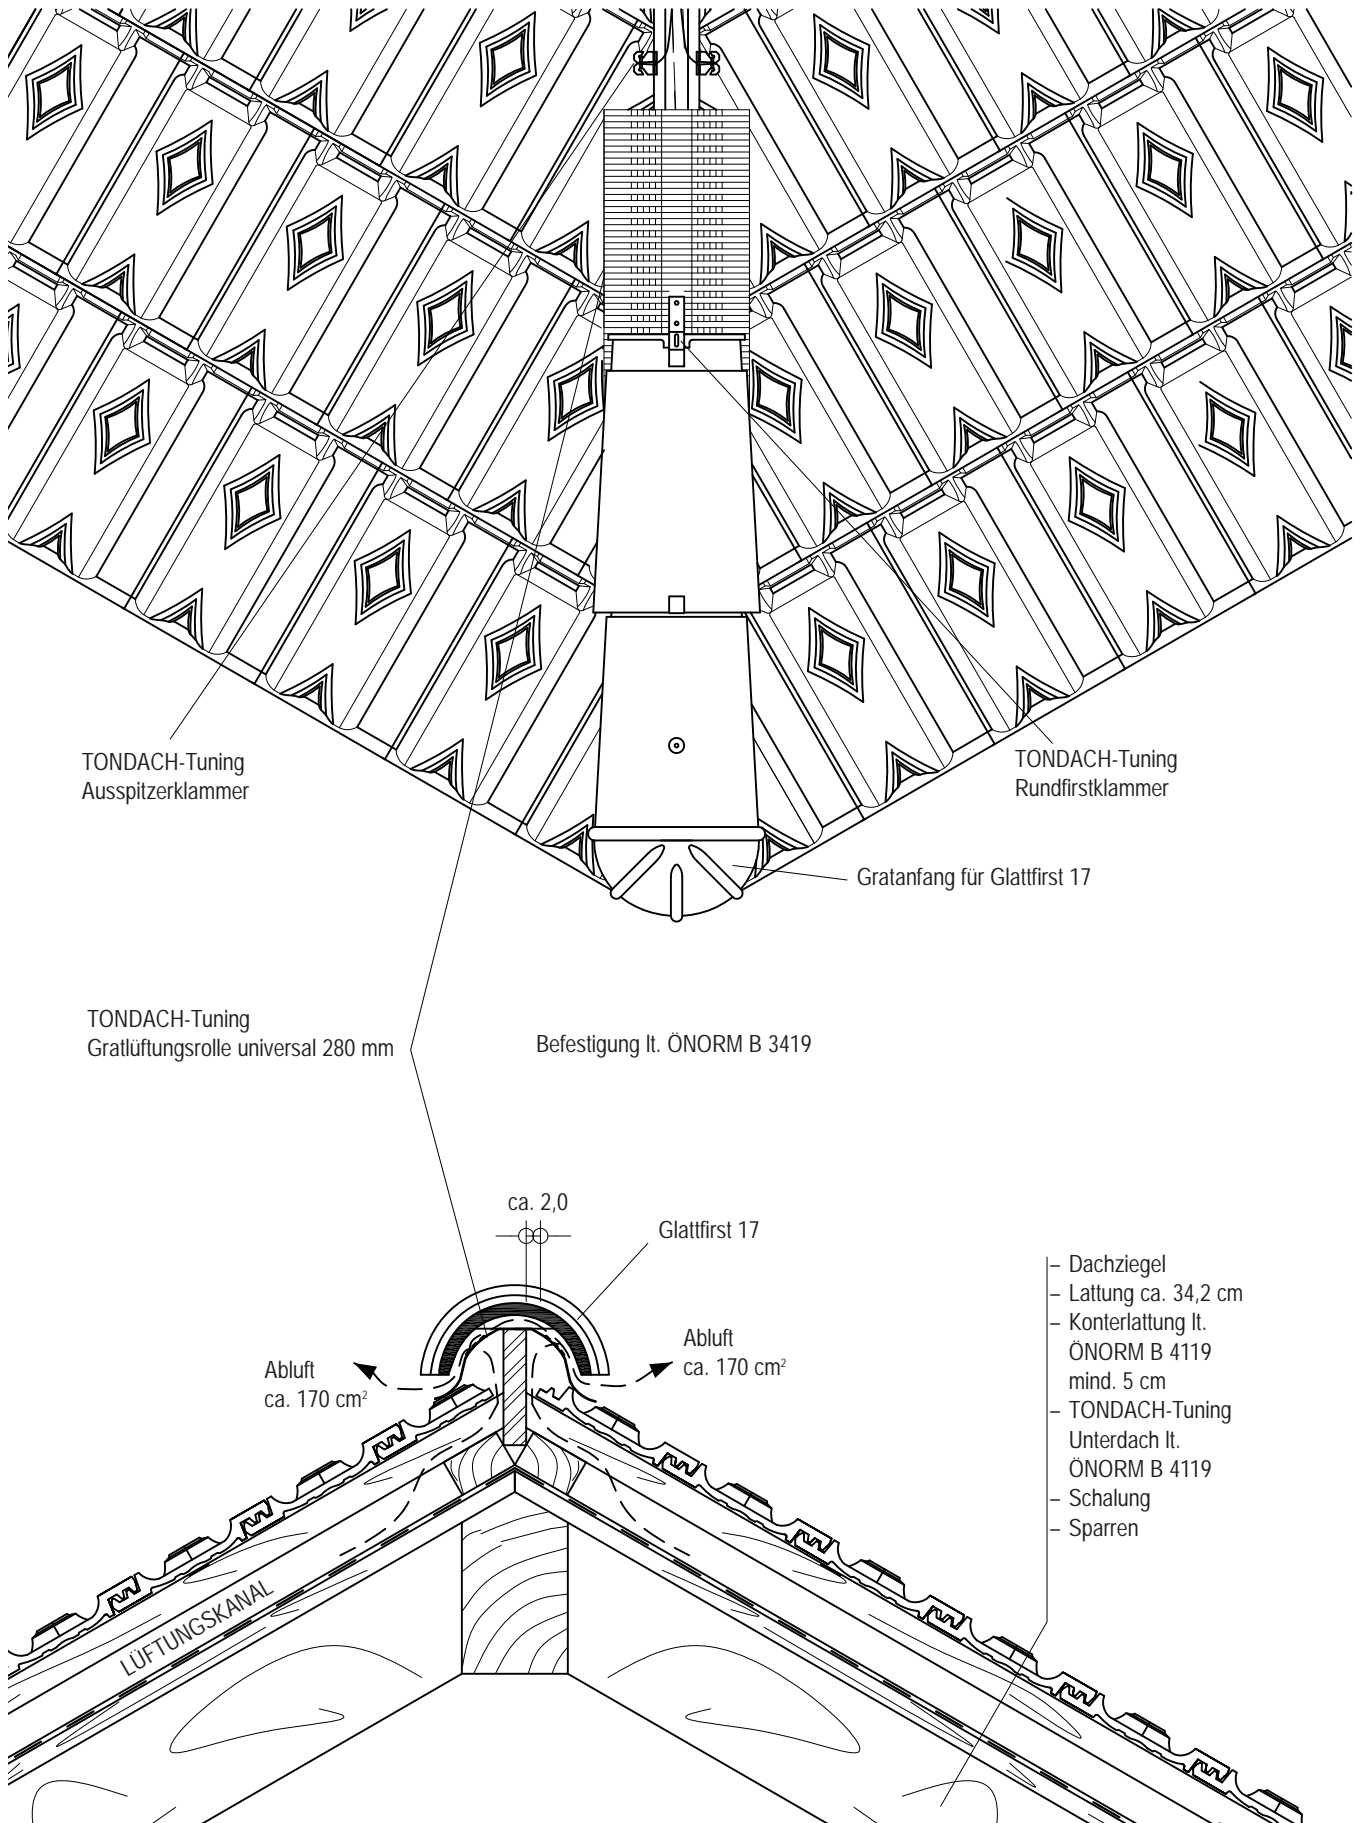 TONDACH-Tuning
Ausspitzerklammer
TONDACH-Tuning
Rundfirstklammer
Gratanfang für Glattfirst 17
TONDACH-Tuning
Gratlüftungsrolle universal 280 mm
Befestigung lt. ÖNORM B 3419
ca. 2,0
Glattfirst 17
Abluft
ca. 170 cm²
Abluft
ca. 170 cm²
– Dachziegel
– Lattung ca. 34,2 cm
– Konterlattung lt.
ÖNORM B 4119
mind. 5 cm
– TONDACH-Tuning
Unterdach lt.
ÖNORM B 4119
– Schalung
– Sparren
LÜFTUNGSKANAL